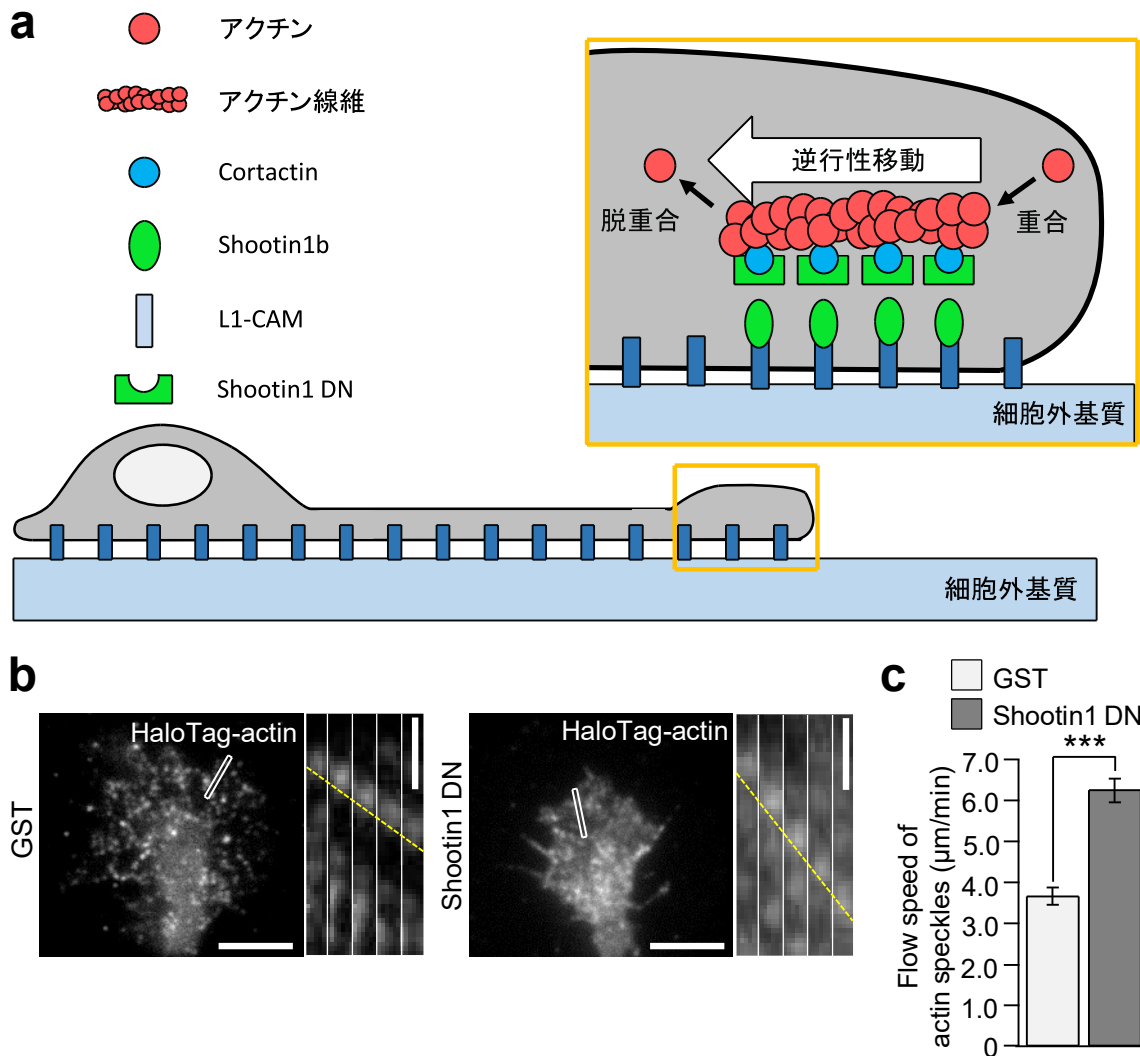 a
アクチン
アクチン線維
Cortactin
Shootin1b
L1-CAM
Shootin1 DN
逆行性移動
脱重合
重合
細胞外基質
細胞外基質
b
GST
HaloTag-actin
Shootin1 DN
HaloTag-actin
c
GST
Shootin1 DN
***
Flow speed of
actin speckles (μm/min)
7.0
6.0
5.0
4.0
3.0
2.0
1.0
0